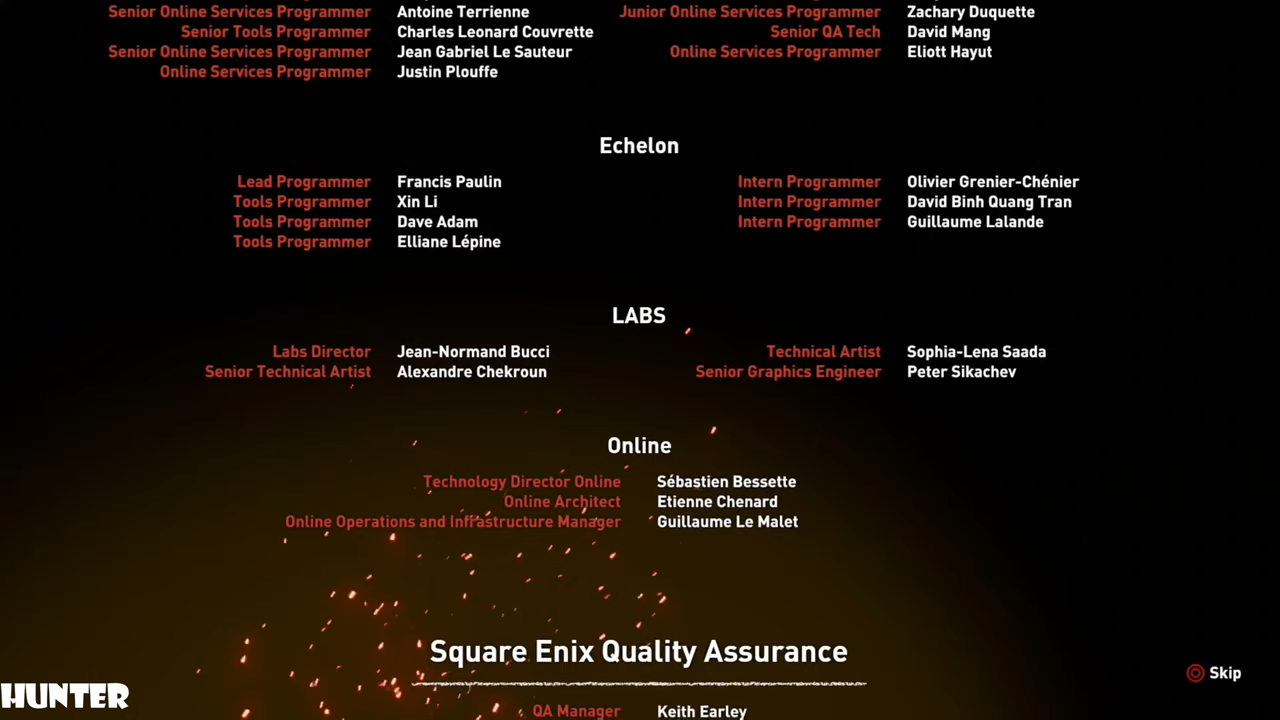 Senior Online Services Programmer Antoine Terrienne Junior Online Services Programmer Zachary Duquette
Senior Tools Programmer Charles Leonard Couvrette Senior QA Tech David Mang
Senior Online Services Programmer Jean Gabriel Le Sauteur Online Services Programmer Eliott Hayut
Online Services Programmer Justin Plouffe
Echelon
Lead Programmer Francis Paulin Intern Programmer Olivier Grenier-Chénier
Tools Programmer Xin Li Intern Programmer David Binh Quang Tran
Tools Programmer Dave Adam Intern Programmer Guillaume Lalande
Tools Programmer Elliane Lépine
LABS
Labs Director Jean-Normand Bucci Technical Artist Sophia-Lena Saada
Senior Technical Artist Alexandre Chekroun Senior Graphics Engineer Peter Sikachev
Online
Technology Director Online Sébastien Bessette
Online Architect Etienne Chenard
Online Operations and Infrastructure Manager Guillaume Le Malet
Square Enix Quality Assurance
Skip
HUNTER
QA Manager Keith Earley